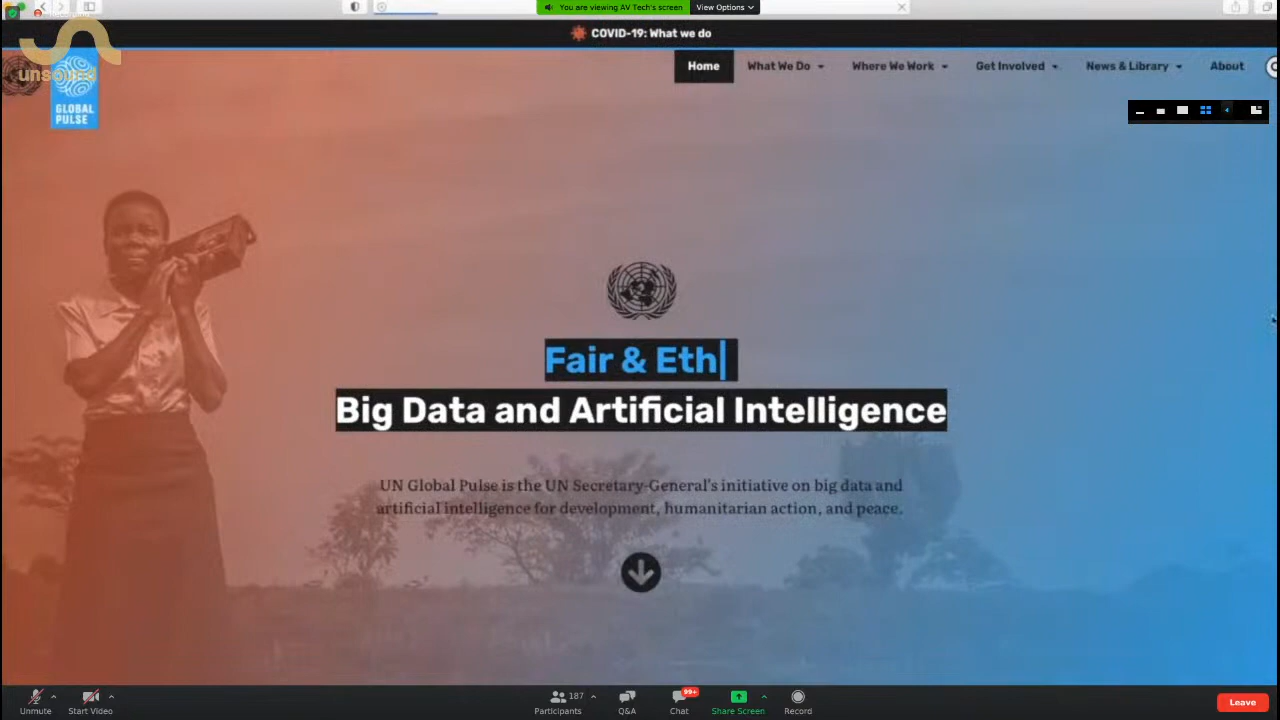 You are viewing AV Tech's screen
View Options
COVID-19: What we do
unsound
GLOBAL
PULSE
Home
What We Do
Where We Work
Get Involved
News & Library
About
Fair & Eth
Big Data and Artificial Intelligence
UN Global Pulse is the UN Secretary-General's initiative on big data and
artificial intelligence for development, humanitarian action, and peace.
Unmute
Start Video
187
Participants
Q&A
99+
Chat
Share Screen
Record
Leave